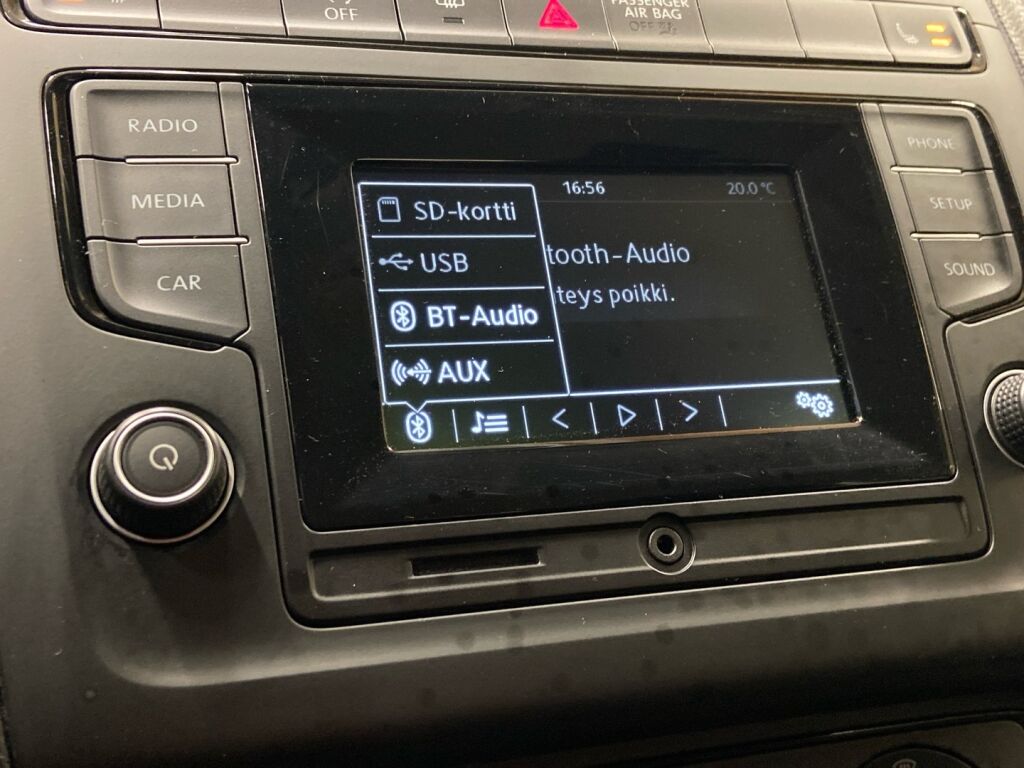 OFF
PASSENGER
AIR BAG
OFF
RADIO
MEDIA
CAR
PHONE
SETUP
SOUND
16:56
20.0 °C
SD-kortti
USB
BT-Audio
AUX
tooth-Audio
teys poikki.